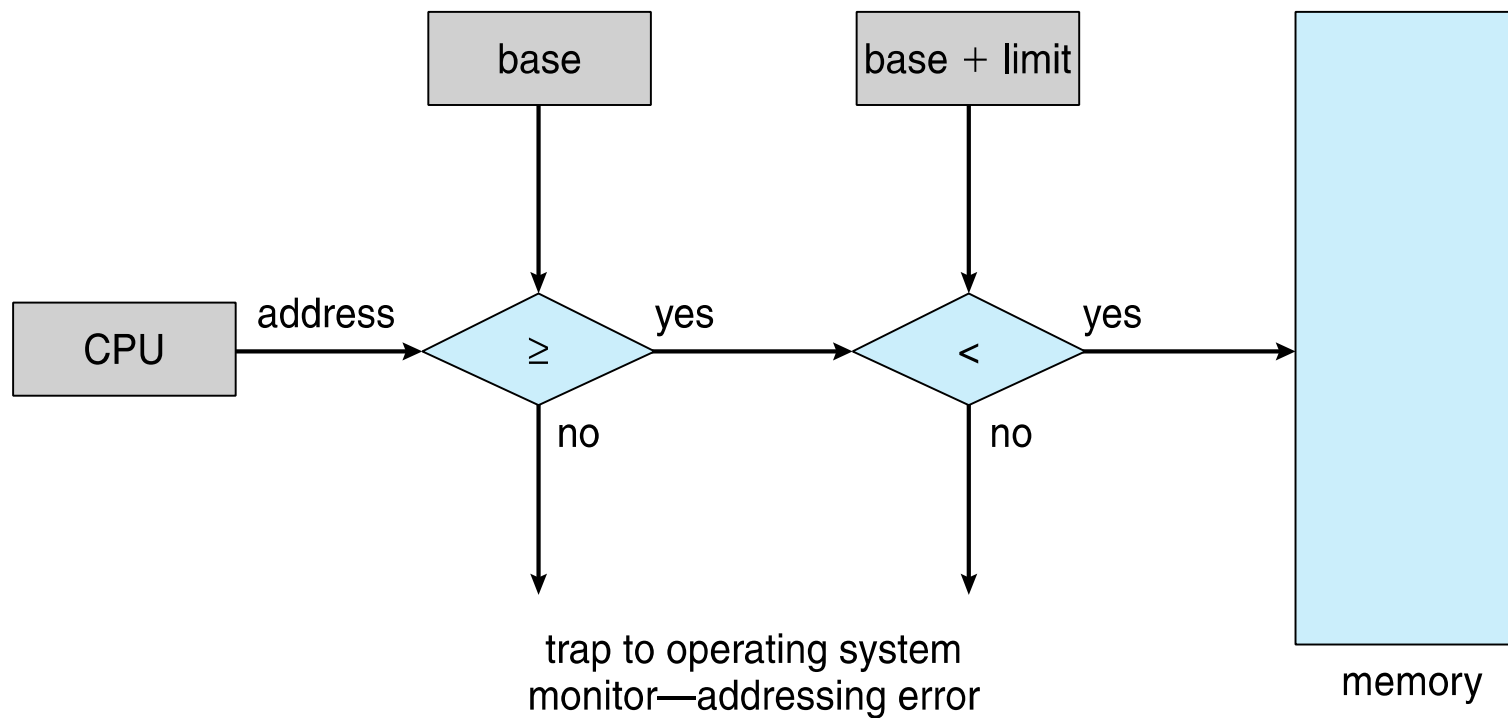 base
base + limit
CPU
address
≥
yes
<
yes
no
no
trap to operating system
monitor—addressing error
memory